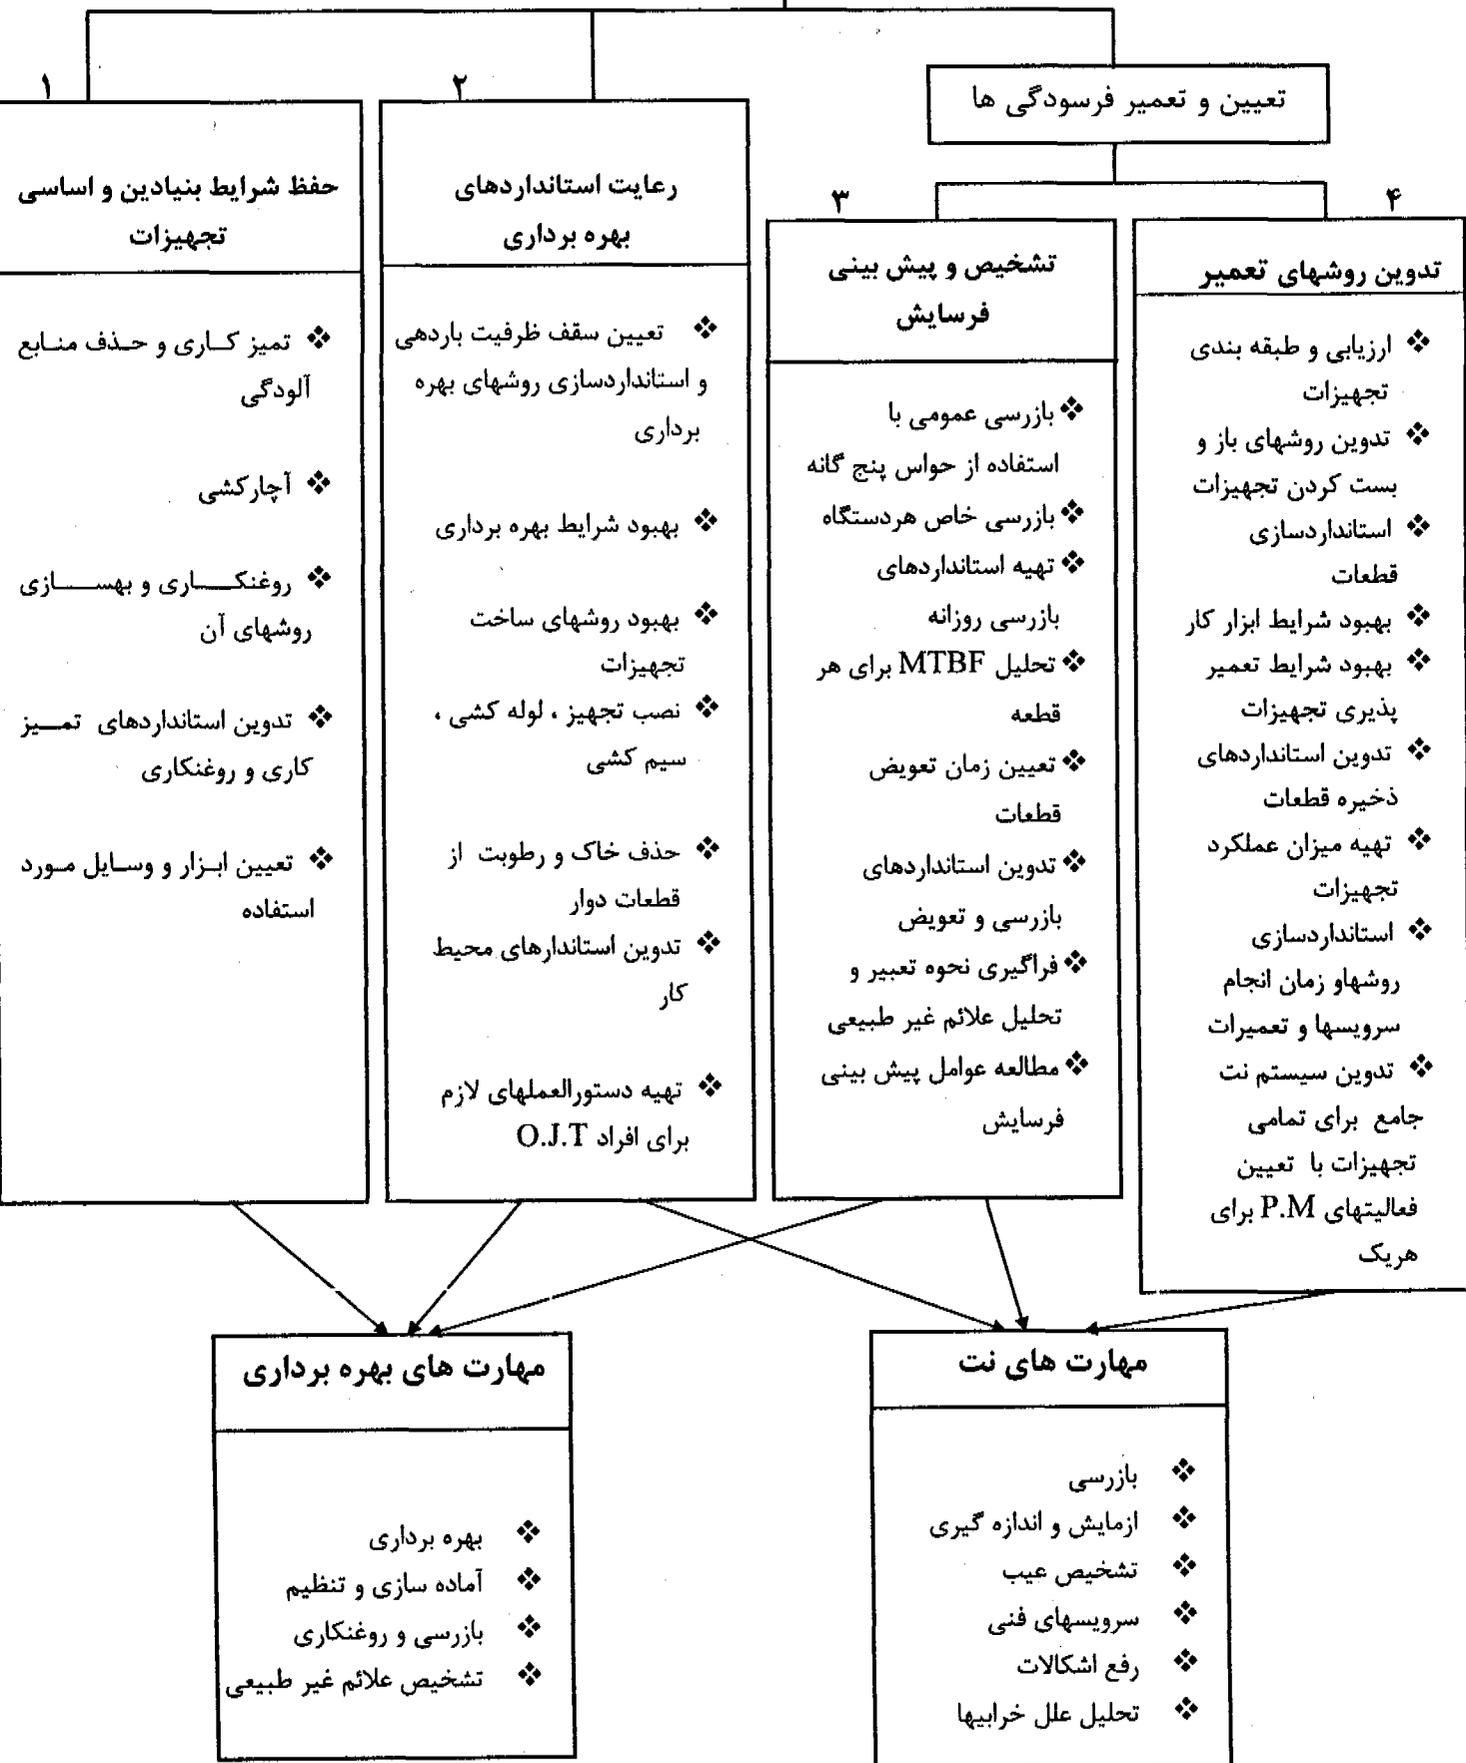 ۱
حفظ شرایط بنیادین و اساسی
تجهیزات
تمیز کاری و حذف منابع
آلودگی
آچارکشی
روغنکاری و بهسازی
روشهای آن
تدوین استانداردهای تمیز
کاری و روغنکاری
تعیین ابزار و وسایل مورد
استفاده
۲
رعایت استانداردهای
بهره برداری
تعیین سقف ظرفیت باردهی
و استانداردسازی روشهای بهره
برداری
بهبود شرایط بهره برداری
بهبود روشهای ساخت
تجهیزات
نصب تجهیز ، لوله کشی ،
سیم کشی
حذف خاک و رطوبت از
قطعات دوار
تدوین استاندارهای محیط
کار
تهیه دستورالعملهای لازم
برای افراد O.J.T
تعیین و تعمیر فرسودگی ها
۳
تشخیص و پیش بینی
فرسایش
بازرسی عمومی با
استفاده از حواس پنج گانه
بازرسی خاص هردستگاه
تهیه استانداردهای
بازرسی روزانه
تحلیل MTBF برای هر
قطعه
تعیین زمان تعویض
قطعات
تدوین استانداردهای
بازرسی و تعویض
فراگیری نحوه تعبیر و
تحلیل علائم غیر طبیعی
مطالعه عوامل پیش بینی
فرسایش
۴
تدوین روشهای تعمیر
ارزیابی و طبقه بندی
تجهیزات
تدوین روشهای باز و
بست کردن تجهیزات
استانداردسازی
قطعات
بهبود شرایط ابزار کار
بهبود شرایط تعمیر
پذیری تجهیزات
تدوین استانداردهای
ذخیره قطعات
تهیه میزان عملکرد
تجهیزات
استانداردسازی
روشهاو زمان انجام
سرویسها و تعمیرات
تدوین سیستم نت
جامع برای تمامی
تجهیزات با تعیین
فعالیتهای P.M برای
هریک
مهارت های بهره برداری
بهره برداری
آماده سازی و تنظیم
بازرسی و روغنکاری
تشخیص علائم غیر طبیعی
مهارت های نت
بازرسی
ازمایش و اندازه گیری
تشخیص عیب
سرویسهای فنی
رفع اشکالات
تحلیل علل خرابیها